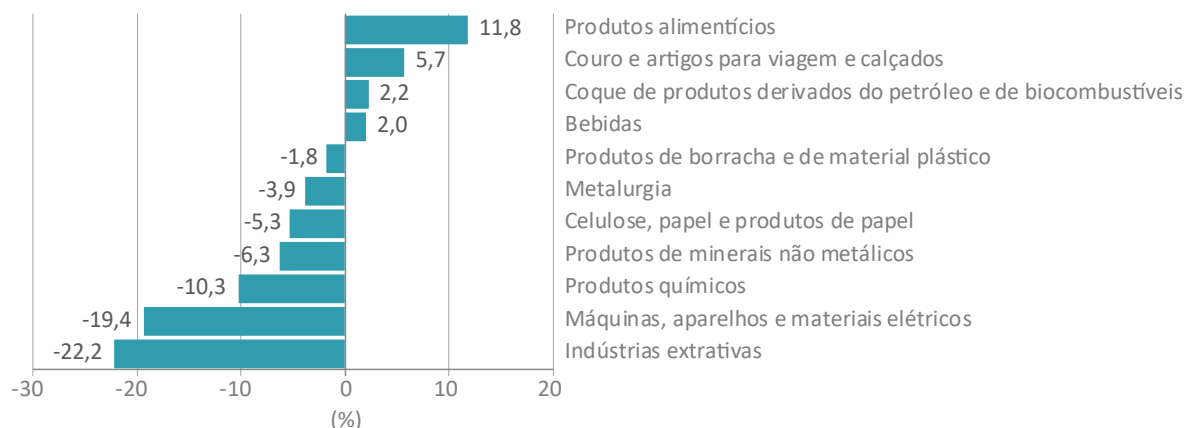 11,8 Produtos alimentícios
5,7 Couro e artigos para viagem e calçados
2,2 Coque de produtos derivados do petróleo e de biocombustíveis
2,0 Bebidas
-1,8 Produtos de borracha e de material plástico
-3,9 Metalurgia
-5,3 Celulose, papel e produtos de papel
-6,3 Produtos de minerais não metálicos
-10,3 Produtos químicos
-19,4 Máquinas, aparelhos e materiais elétricos
-22,2 Indústrias extrativas
-30 -20 -10 0 10 20
(%)